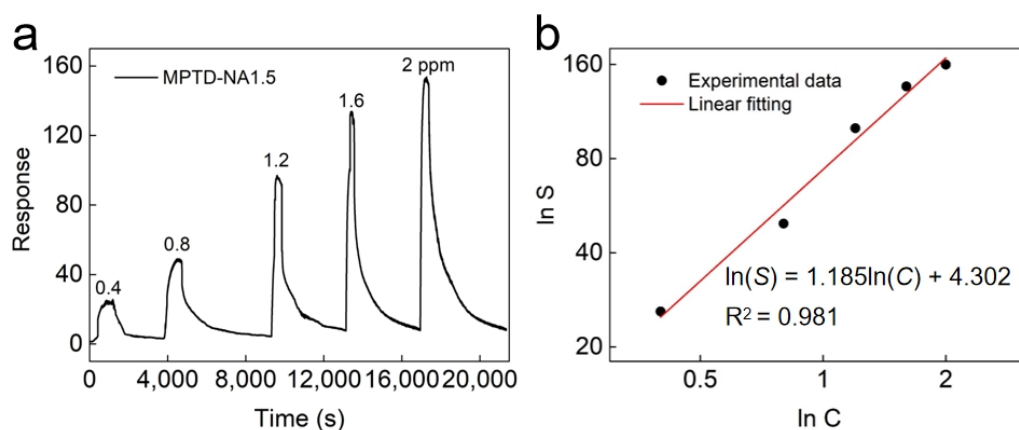 a
MPTD-NA1.5
2 ppm
1.6
1.2
0.8
0.4
160
120
80
40
0
Response
0 4,000 8,000 12,000 16,000 20,000
Time (s)
b
Experimental data
Linear fitting
160
80
40
20
ln S
ln(S) = 1.185ln(C) + 4.302
R² = 0.981
0.5 1 2
ln C